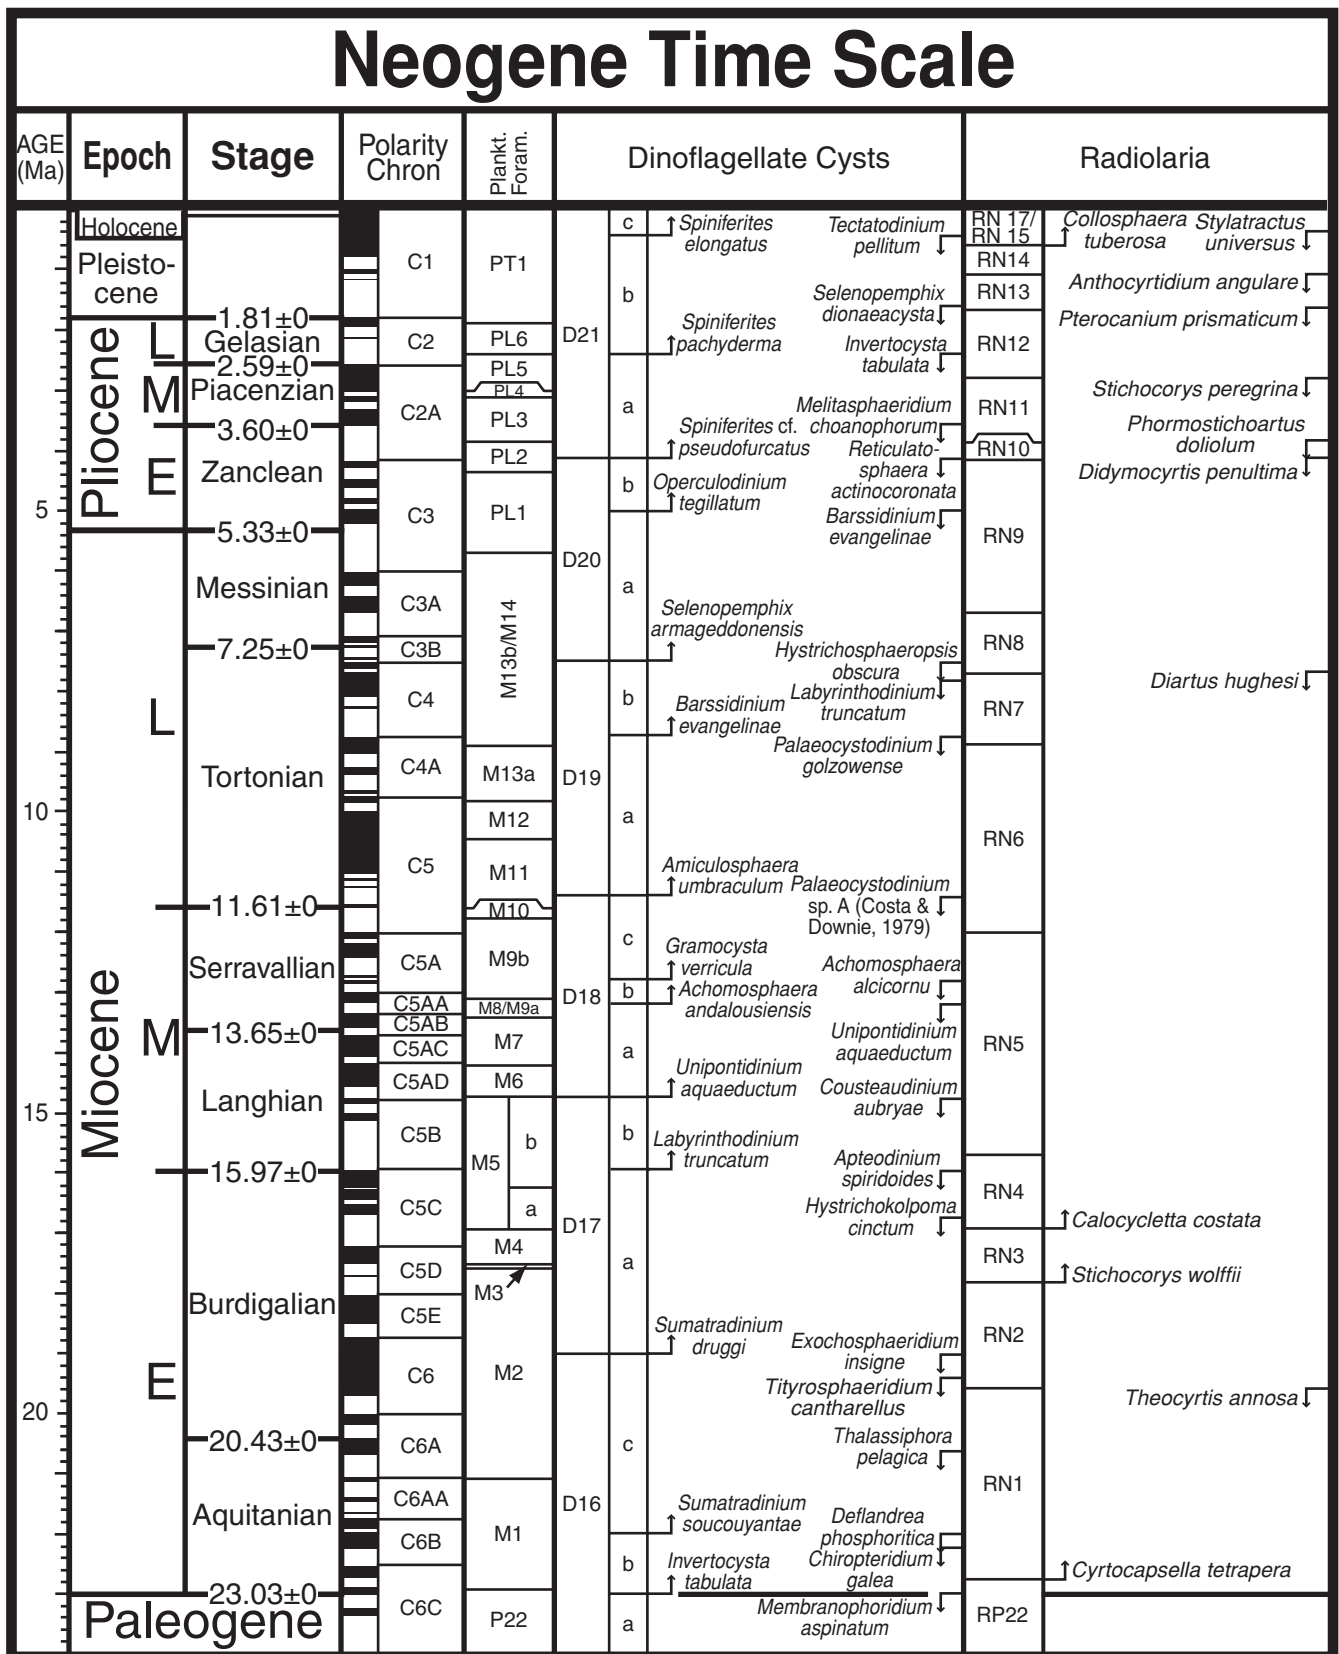 Neogene Time Scale
AGE
(Ma)
Epoch
Stage
Polarity
Chron
Plankt.
Foram.
Dinoflagellate Cysts
Radiolaria
5
10
15
20
Holocene
Pleisto-
cene
Pliocene
L
M
E
Miocene
L
M
E
Paleogene
1.81±0
Gelasian
2.59±0
Piacenzian
3.60±0
Zanclean
5.33±0
Messinian
7.25±0
Tortonian
11.61±0
Serravallian
13.65±0
Langhian
15.97±0
Burdigalian
20.43±0
Aquitanian
23.03±0
C1
C2
C2A
C3
C3A
C3B
C4
C4A
C5
C5A
C5AA
C5AB
C5AC
C5AD
C5B
C5C
C5D
C5E
C6
C6A
C6AA
C6B
C6C
PT1
PL6
PL5
PL4
PL3
PL2
PL1
M13b/M14
M13a
M12
M11
M10
M9b
M8/M9a
M7
M6
M5
b
a
M4
M3
M2
M1
P22
D21
D20
D19
D18
D17
D16
c
b
a
b
a
b
a
c
b
a
b
a
c
b
a
Spiniferites
elongatus
Spiniferites
pachyderma
Spiniferites cf.
pseudofurcatus
Operculodinium
tegillatum
Selenopemphix
armageddonensis
Barssidinium
evangelinae
Amiculosphaera
umbraculum
Gramocysta
verricula
Achomosphaera
andalousiensis
Unipontidinium
aquaeductum
Labyrinthodinium
truncatum
Sumatradinium
druggi
Sumatradinium
soucouyantae
Invertocysta
tabulata
Tectatodinium
pellitum
Selenopemphix
dionaeacysta
Invertocysta
tabulata
Melitasphaeridium
choanophorum
Reticulato-
sphaera
actinocoronata
Barssidinium
evangelinae
Hystrichosphaeropsis
obscura
Labyrinthodinium
truncatum
Palaeocystodinium
golzowense
Palaeocystodinium
sp. A (Costa &
Downie, 1979)
Achomosphaera
alcicornu
Unipontidinium
aquaeductum
Cousteaudinium
aubryae
Apteodinium
spiridoides
Hystrichokolpoma
cinctum
Exochosphaeridium
insigne
Tityrosphaeridium
cantharellus
Thalassiphora
pelagica
Deflandrea
phosphoritica
Chiropteridium
galea
Membranophoridium
aspinatum
RN 17/
RN 15
RN14
RN13
RN12
RN11
RN10
RN9
RN8
RN7
RN6
RN5
RN4
RN3
RN2
RN1
RP22
Collosphaera
tuberosa
Stylatractus
universus
Anthocyrtidium angulare
Pterocanium prismaticum
Stichocorys peregrina
Phormostichoartus
doliolum
Didymocyrtis penultima
Diartus hughesi
Calocycletta costata
Stichocorys wolffii
Theocyrtis annosa
Cyrtocapsella tetrapera